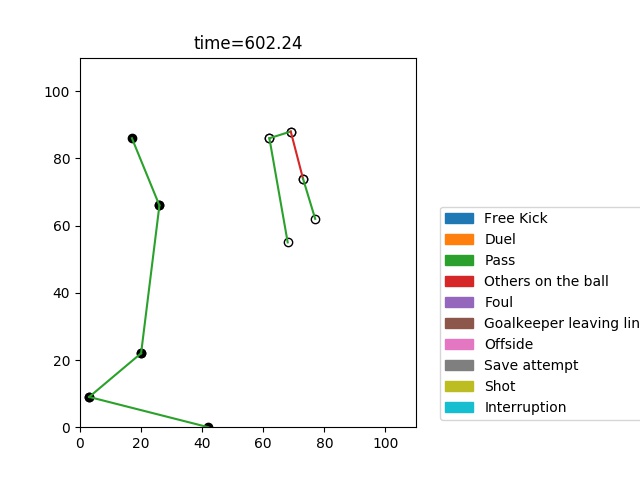 time=602.24
100
80
60
40
20
0
0 20 40 60 80 100
Free Kick
Duel
Pass
Others on the ball
Foul
Goalkeeper leaving lin
Offside
Save attempt
Shot
Interruption